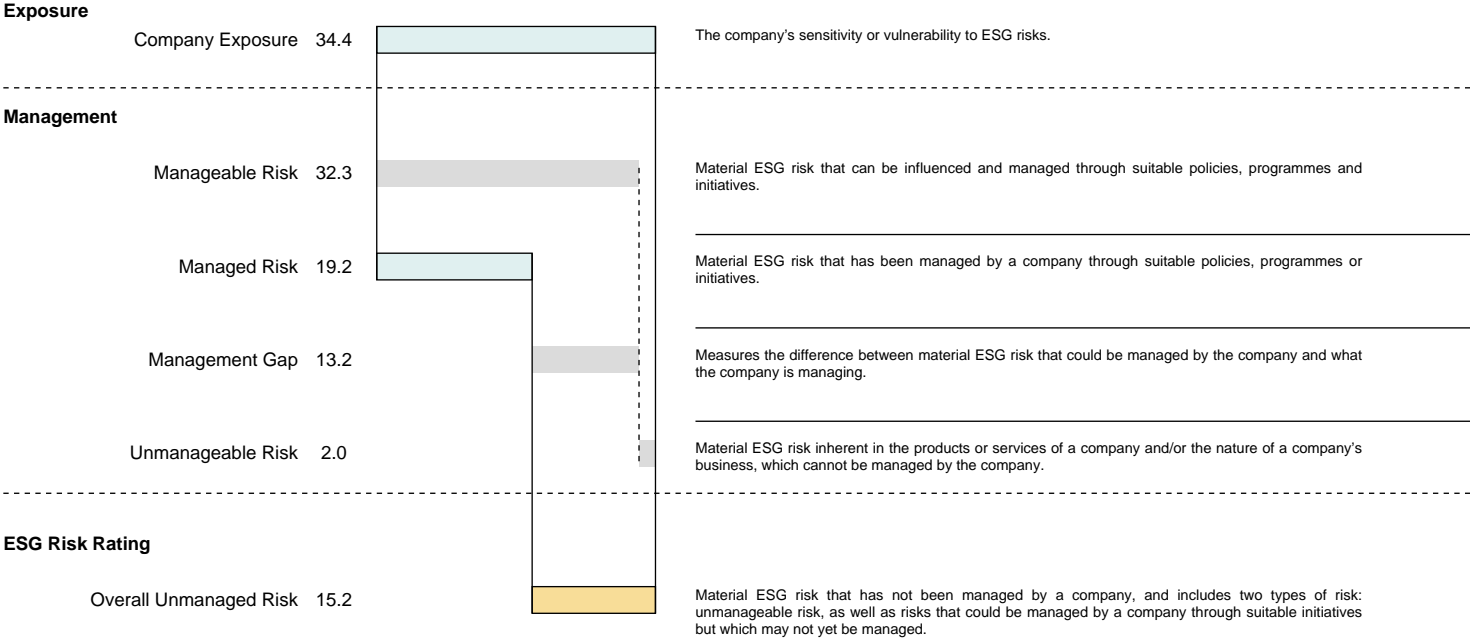 Exposure
Company Exposure 34.4
The company's sensitivity or vulnerability to ESG risks.
Management
Manageable Risk 32.3
Material ESG risk that can be influenced and managed through suitable policies, programmes and
initiatives.
Managed Risk 19.2
Material ESG risk that has been managed by a company through suitable policies, programmes or
initiatives.
Management Gap 13.2
Measures the difference between material ESG risk that could be managed by the company and what
the company is managing.
Unmanageable Risk 2.0
Material ESG risk inherent in the products or services of a company and/or the nature of a company's
business, which cannot be managed by the company.
ESG Risk Rating
Overall Unmanaged Risk 15.2
Material ESG risk that has not been managed by a company, and includes two types of risk:
unmanageable risk, as well as risks that could be managed by a company through suitable initiatives
but which may not yet be managed.